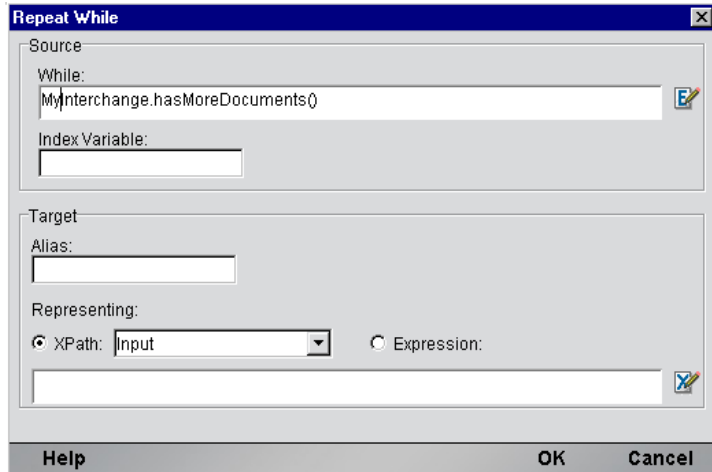 Repeat While
Source
While:
MyInterchange.hasMoreDocuments()
Index Variable:
Target
Alias:
Representing:
XPath: Input Expression:
Help OK Cancel